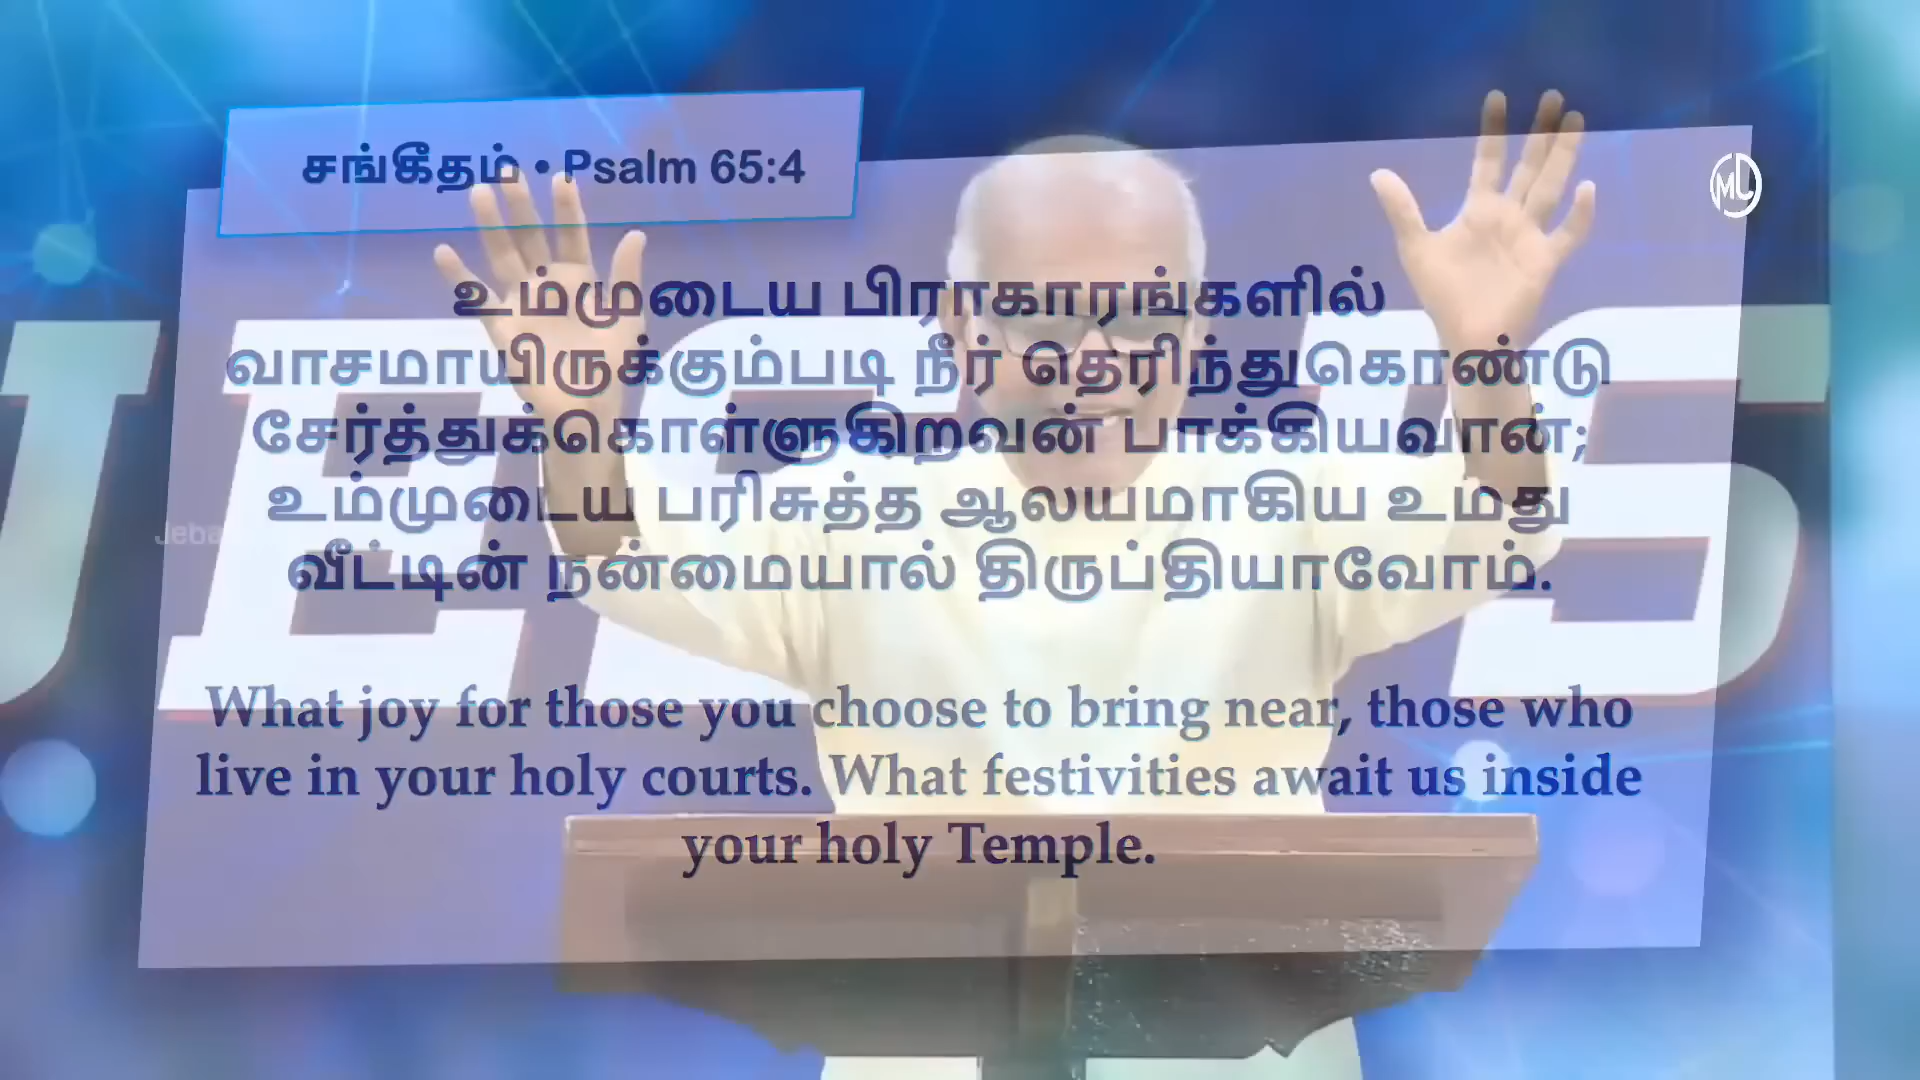 சங்கீதம் • Psalm 65:4
உம்முடைய பிராகாரங்களில்
வாசமாயிருக்கும்படி நீர் தெரிந்துகொண்டு
சேர்த்துக்கொள்ளுகிறவன் பாக்கியவான்;
உம்முடைய பரிசுத்த ஆலயமாகிய உமது
வீட்டின் நன்மையால் திருப்தியாவோம்.
What joy for those you choose to bring near, those who
live in your holy courts. What festivities await us inside
your holy Temple.